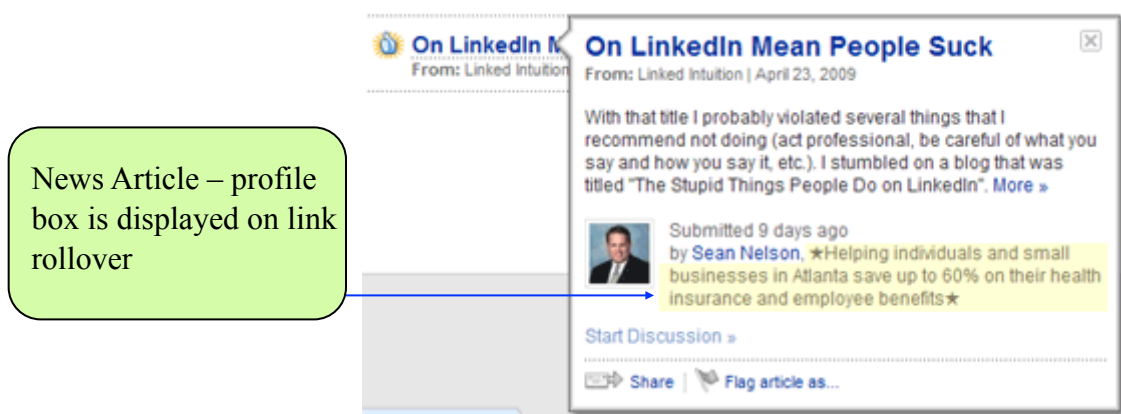 On LinkedIn M
From: Linked Intuition
On LinkedIn Mean People Suck
From: Linked Intuition | April 23, 2009
With that title I probably violated several things that I
recommend not doing (act professional, be careful of what you
say and how you say it, etc.). I stumbled on a blog that was
titled "The Stupid Things People Do on LinkedIn". More »
News Article – profile
box is displayed on link
rollover
Submitted 9 days ago
by Sean Nelson, ★Helping individuals and small
businesses in Atlanta save up to 60% on their health
insurance and employee benefits★
Start Discussion »
Share | Flag article as...